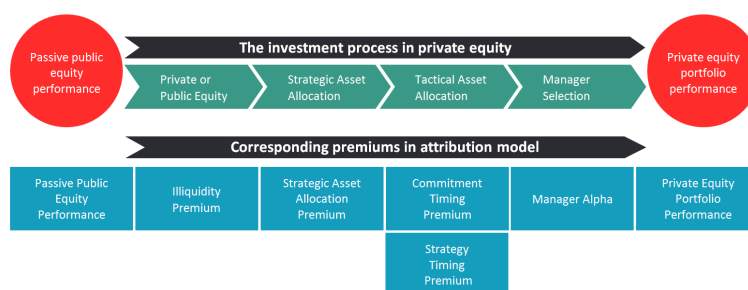 Passive public
equity
performance
The investment process in private equity
Private or
Public Equity
Strategic Asset
Allocation
Tactical Asset
Allocation
Manager
Selection
Private equity
portfolio
performance
Corresponding premiums in attribution model
Passive Public
Equity
Performance
Illiquidity
Premium
Strategic Asset
Allocation
Premium
Commitment
Timing
Premium
Manager Alpha
Private Equity
Portfolio
Performance
Strategy
Timing
Premium